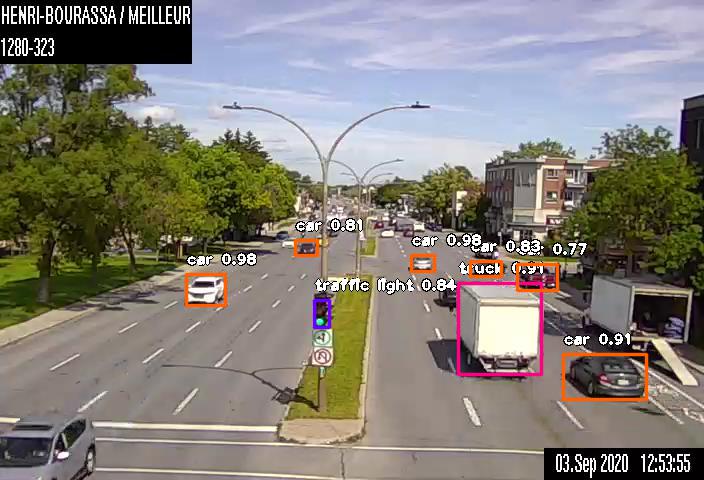 HENRI-BOURASSA / MEILLEUR
1280-323
car 0.81
car 0.98
car 0.83
0.77
car 0.98
truck 0.91
traffic light 0.84
car 0.91
03.Sep 2020 12:53:55